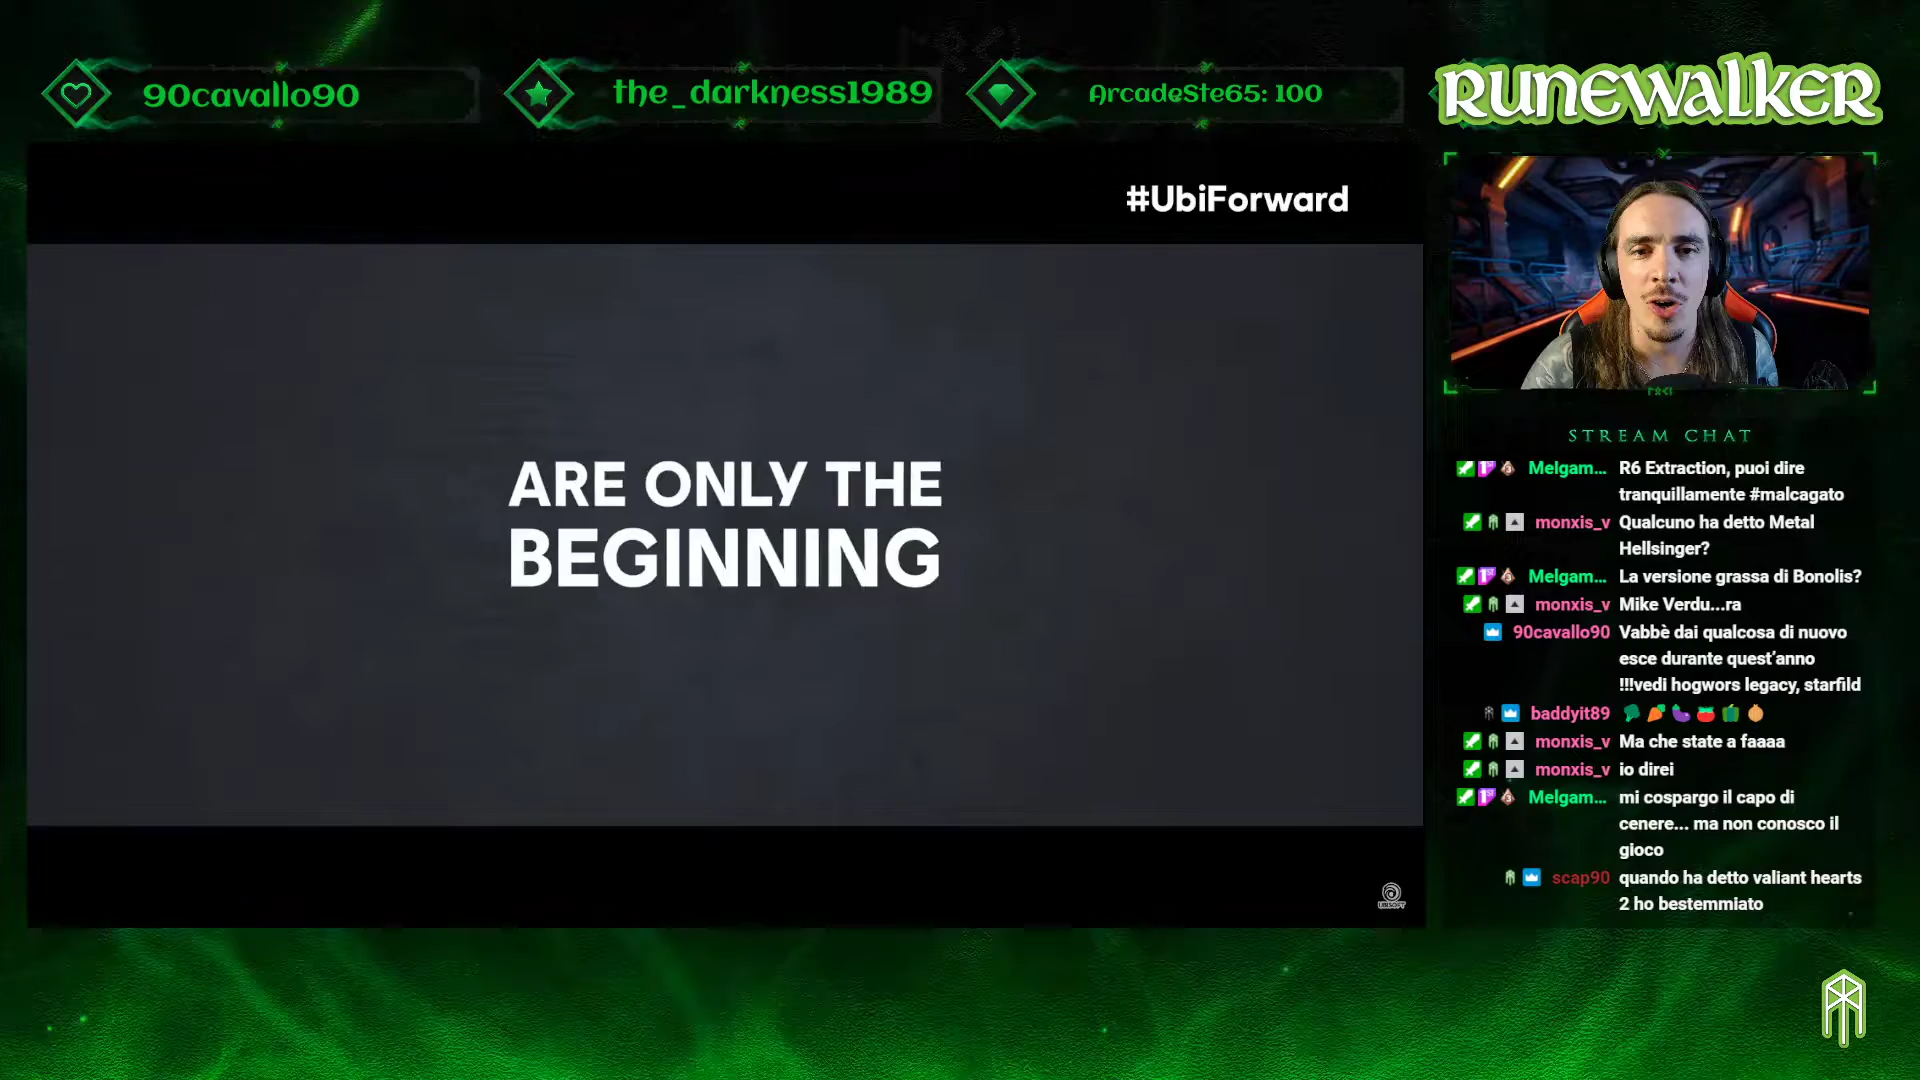 90cavallo90
the_darkness1989
ArcadeSte65: 100
RUNEWALKER
#UbiForward
ARE ONLY THE
BEGINNING
UBISOFT
STREAM CHAT
Melgam... R6 Extraction, puoi dire
tranquillamente #malcagato
monxis_v Qualcuno ha detto Metal
Hellsinger?
Melgam... La versione grassa di Bonolis?
monxis_v Mike Verdu...ra
90cavallo90 Vabbè dai qualcosa di nuovo
esce durante quest'anno
!!!vedi hogwors legacy, starfild
baddyit89
monxis_v Ma che state a faaaa
monxis_v io direi
Melgam... mi cospargo il capo di
cenere... ma non conosco il
gioco
scap90 quando ha detto valiant hearts
2 ho bestemmiato